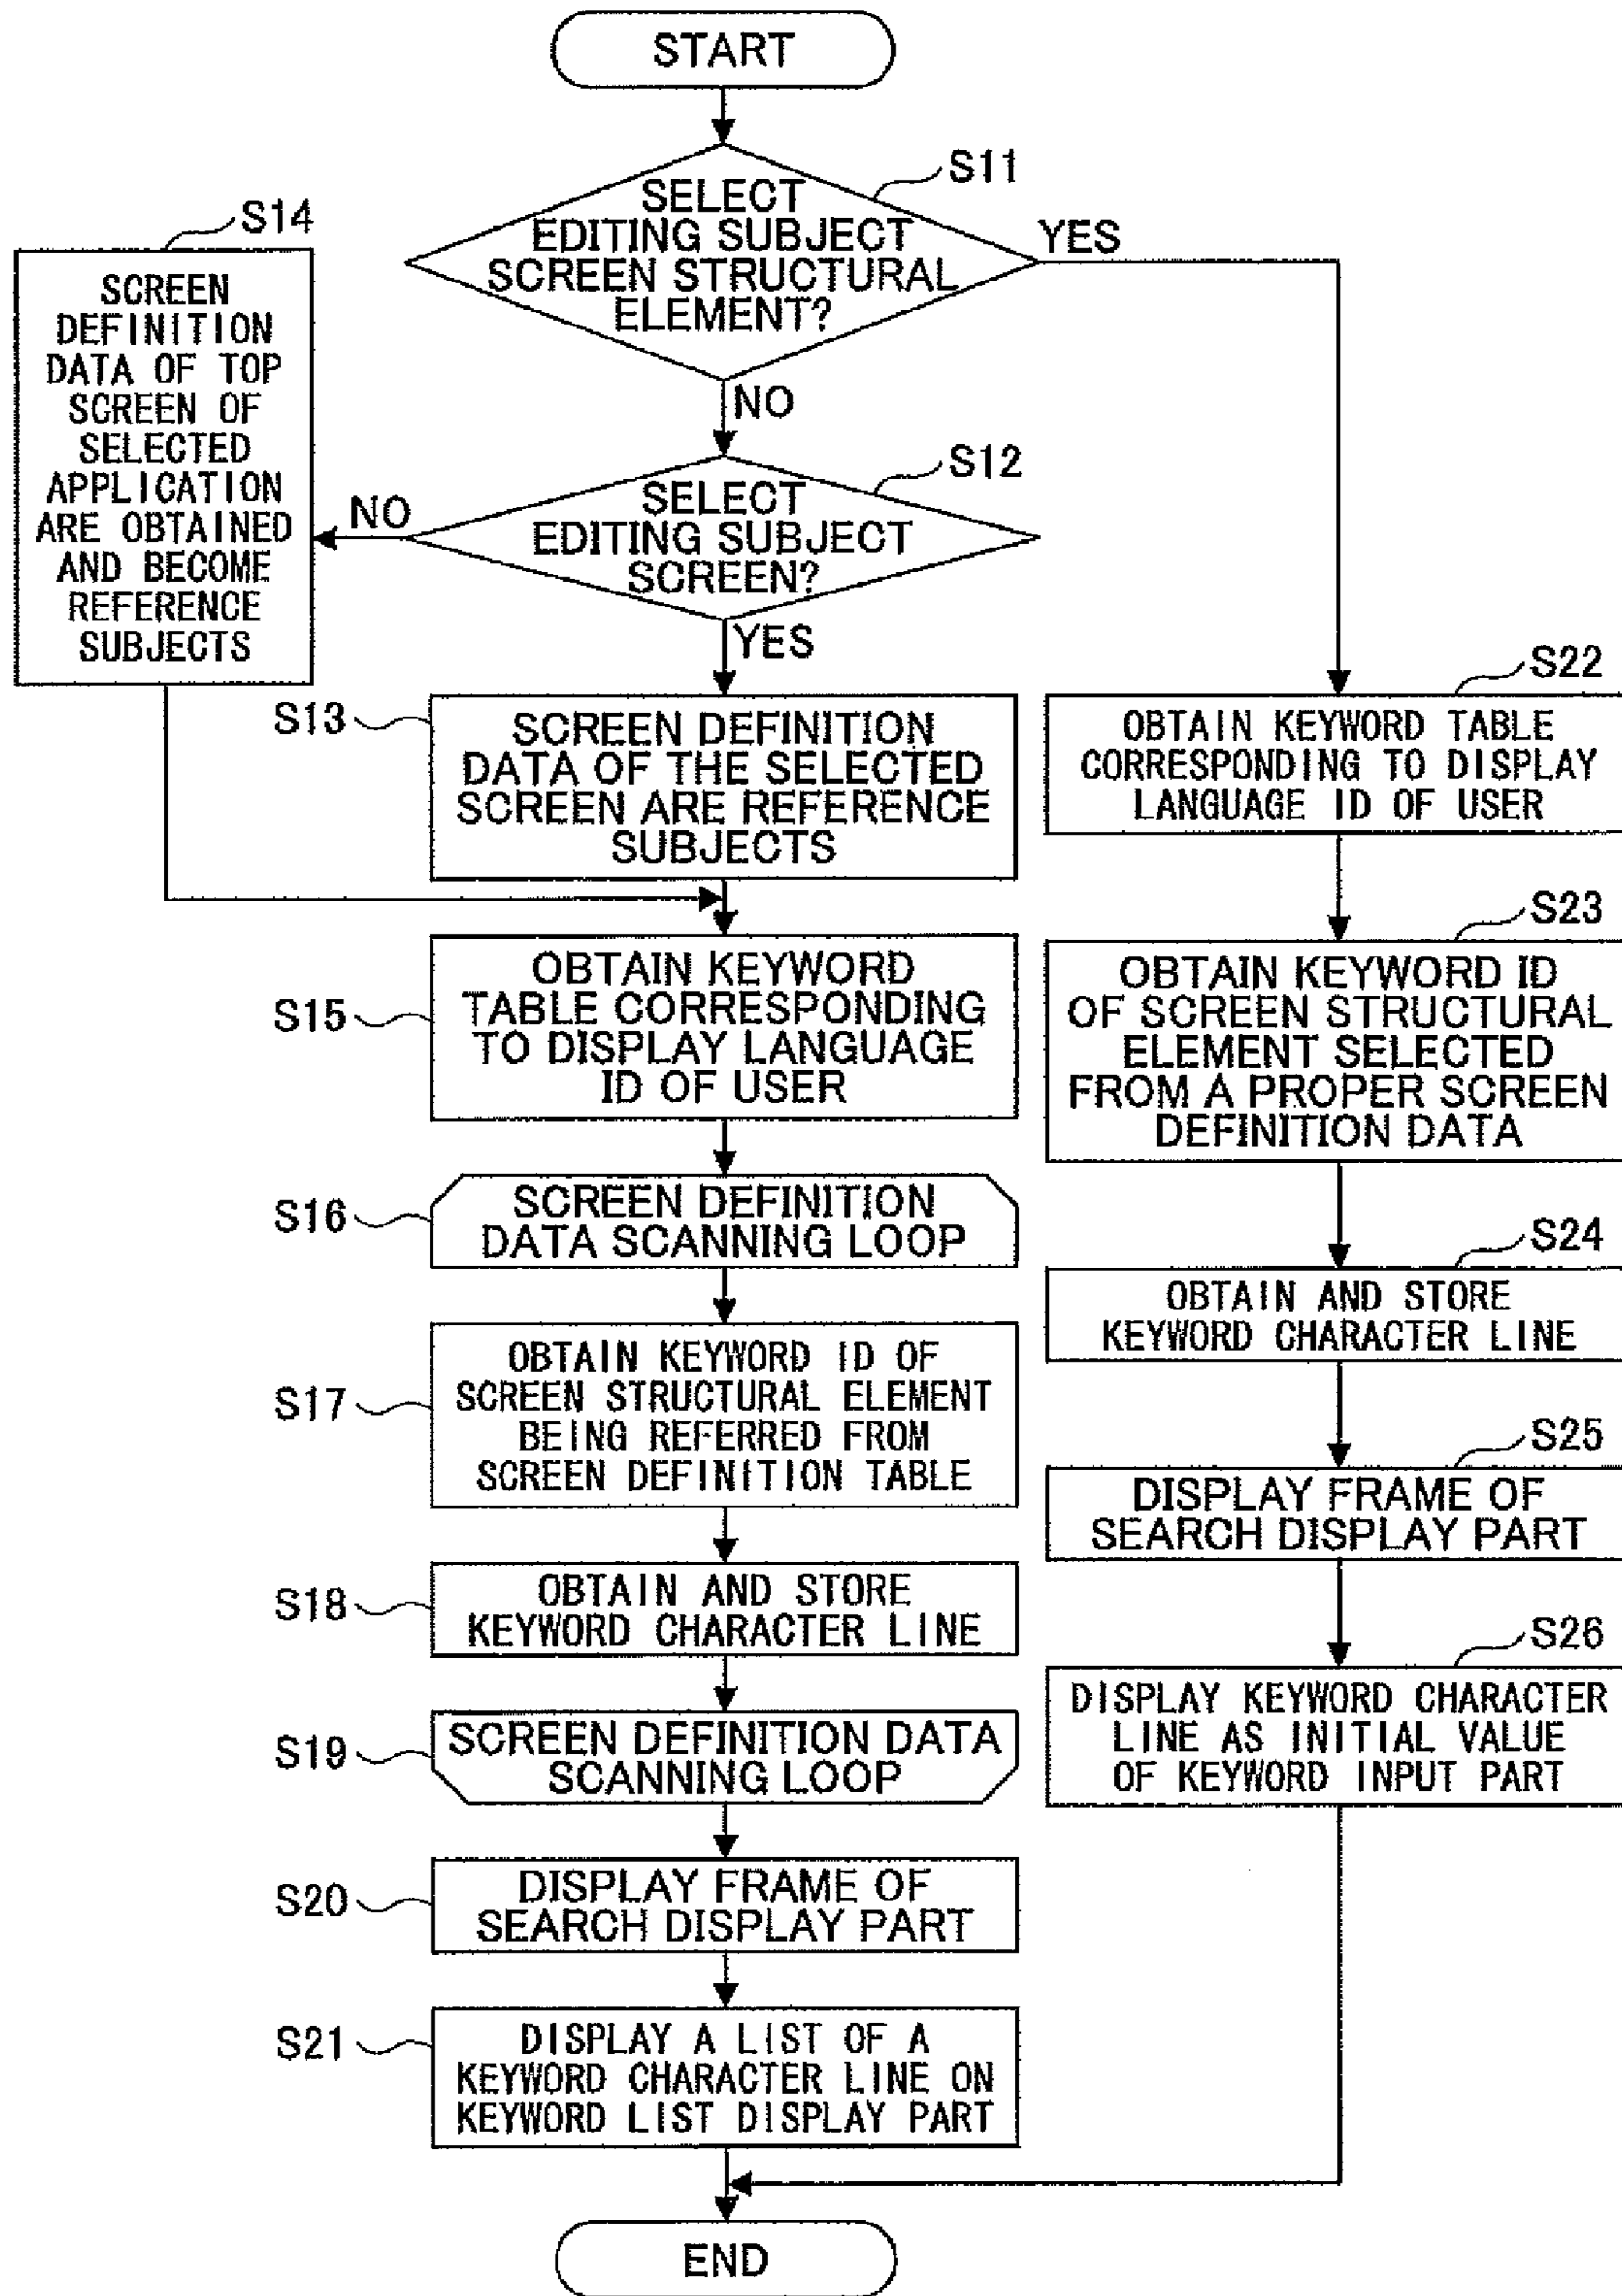 START
S11
SELECT
EDITING SUBJECT
SCREEN STRUCTURAL
ELEMENT?
YES
NO
S14
SCREEN
DEFINITION
DATA OF TOP
SCREEN OF
SELECTED
APPLICATION
ARE OBTAINED
AND BECOME
REFERENCE
SUBJECTS
S12
SELECT
EDITING SUBJECT
SCREEN?
NO
YES
S13
SCREEN DEFINITION
DATA OF THE SELECTED
SCREEN ARE REFERENCE
SUBJECTS
S15
OBTAIN KEYWORD
TABLE CORRESPONDING
TO DISPLAY LANGUAGE
ID OF USER
S16
SCREEN DEFINITION
DATA SCANNING LOOP
S17
OBTAIN KEYWORD ID OF
SCREEN STRUCTURAL ELEMENT
BEING REFERRED FROM
SCREEN DEFINITION TABLE
S18
OBTAIN AND STORE
KEYWORD CHARACTER LINE
S19
SCREEN DEFINITION DATA
SCANNING LOOP
S20
DISPLAY FRAME OF
SEARCH DISPLAY PART
S21
DISPLAY A LIST OF A
KEYWORD CHARACTER LINE ON
KEYWORD LIST DISPLAY PART
S22
OBTAIN KEYWORD TABLE
CORRESPONDING TO DISPLAY
LANGUAGE ID OF USER
S23
OBTAIN KEYWORD ID
OF SCREEN STRUCTURAL
ELEMENT SELECTED
FROM A PROPER SCREEN
DEFINITION DATA
S24
OBTAIN AND STORE
KEYWORD CHARACTER LINE
S25
DISPLAY FRAME OF
SEARCH DISPLAY PART
S26
DISPLAY KEYWORD CHARACTER
LINE AS INITIAL VALUE
OF KEYWORD INPUT PART
END